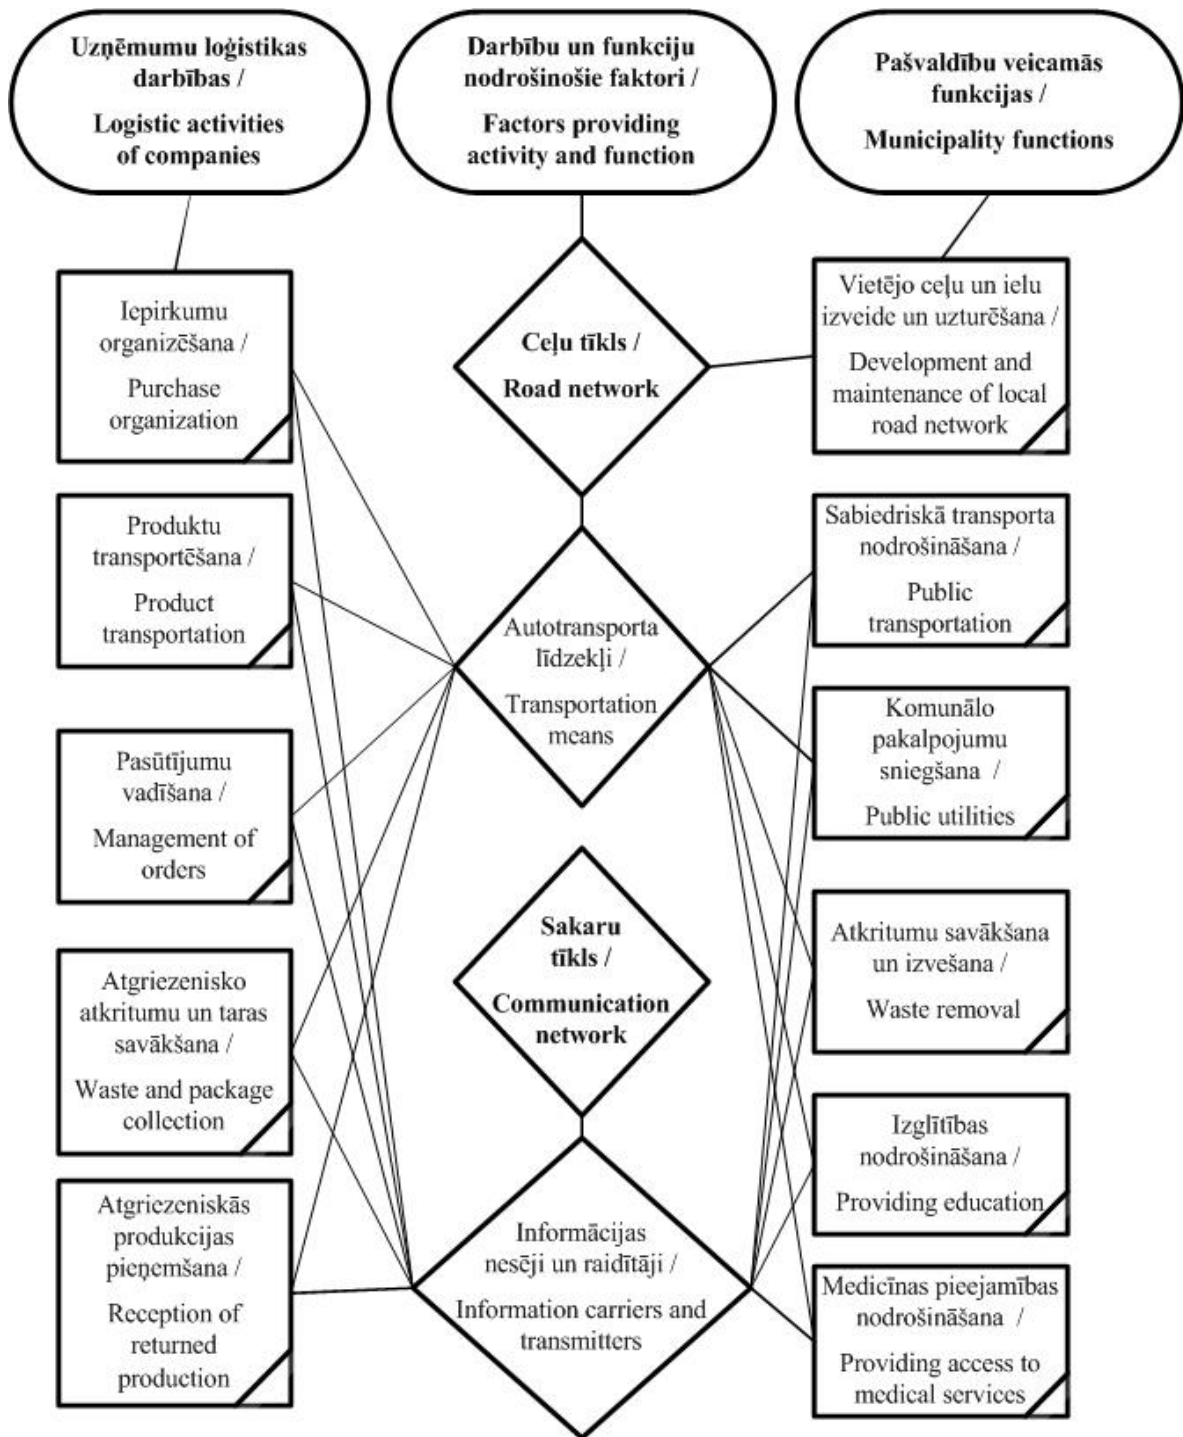 Uzņēmumu loģistikas
darbības /
Logistic activities
of companies
Darbību un funkciju
nodrošinošie faktori /
Factors providing
activity and function
Pašvaldību veicamās
funkcijas /
Municipality functions
Iepirkumu
organizēšana /
Purchase
organization
Produktu
transportēšana /
Product
transportation
Pasūtījumu
vadīšana /
Management of
orders
Atgriezenisko
atkritumu un taras
savākšana /
Waste and package
collection
Atgriezeniskās
produkcijas
pieņemšana /
Reception of
returned
production
Ceļu tīkls /
Road network
Autotransporta
līdzekļi /
Transportation
means
Sakaru
tīkls /
Communication
network
Informācijas
nesēji un raidītāji /
Information carriers and
transmitters
Vietējo ceļu un ielu
izveide un uzturēšana /
Development and
maintenance of local
road network
Sabiedriskā transporta
nodrošināšana /
Public
transportation
Komunālo
pakalpojumu
sniegšana /
Public utilities
Atkritumu savākšana
un izvešana /
Waste removal
Izglītības
nodrošināšana /
Providing education
Medicīnas pieejamības
nodrošināšana /
Providing access to
medical services